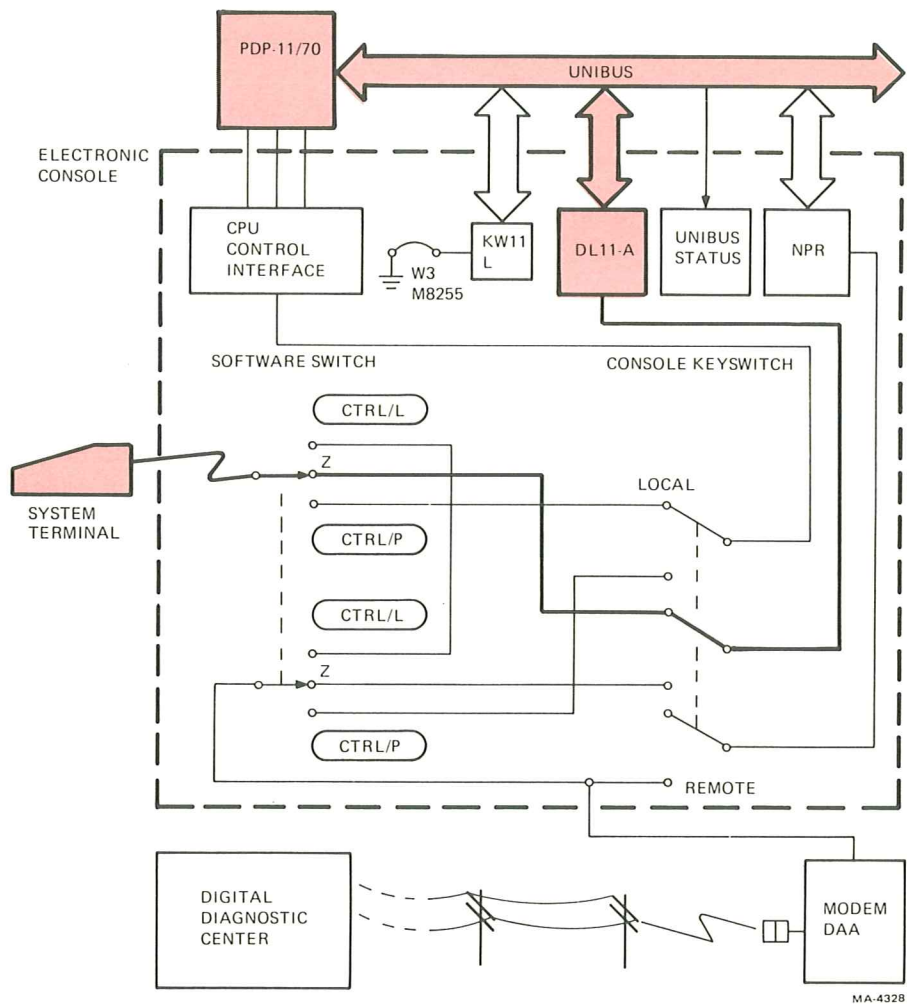 PDP-11/70
UNIBUS
ELECTRONIC
CONSOLE
CPU
CONTROL
INTERFACE
W3
M8255
KW11
L
DL11-A
UNIBUS
STATUS
NPR
SOFTWARE SWITCH
CONSOLE KEYSWITCH
CTRL/L
Z
LOCAL
SYSTEM
TERMINAL
CTRL/P
CTRL/L
Z
CTRL/P
REMOTE
DIGITAL
DIAGNOSTIC
CENTER
MODEM
DAA
MA-4328